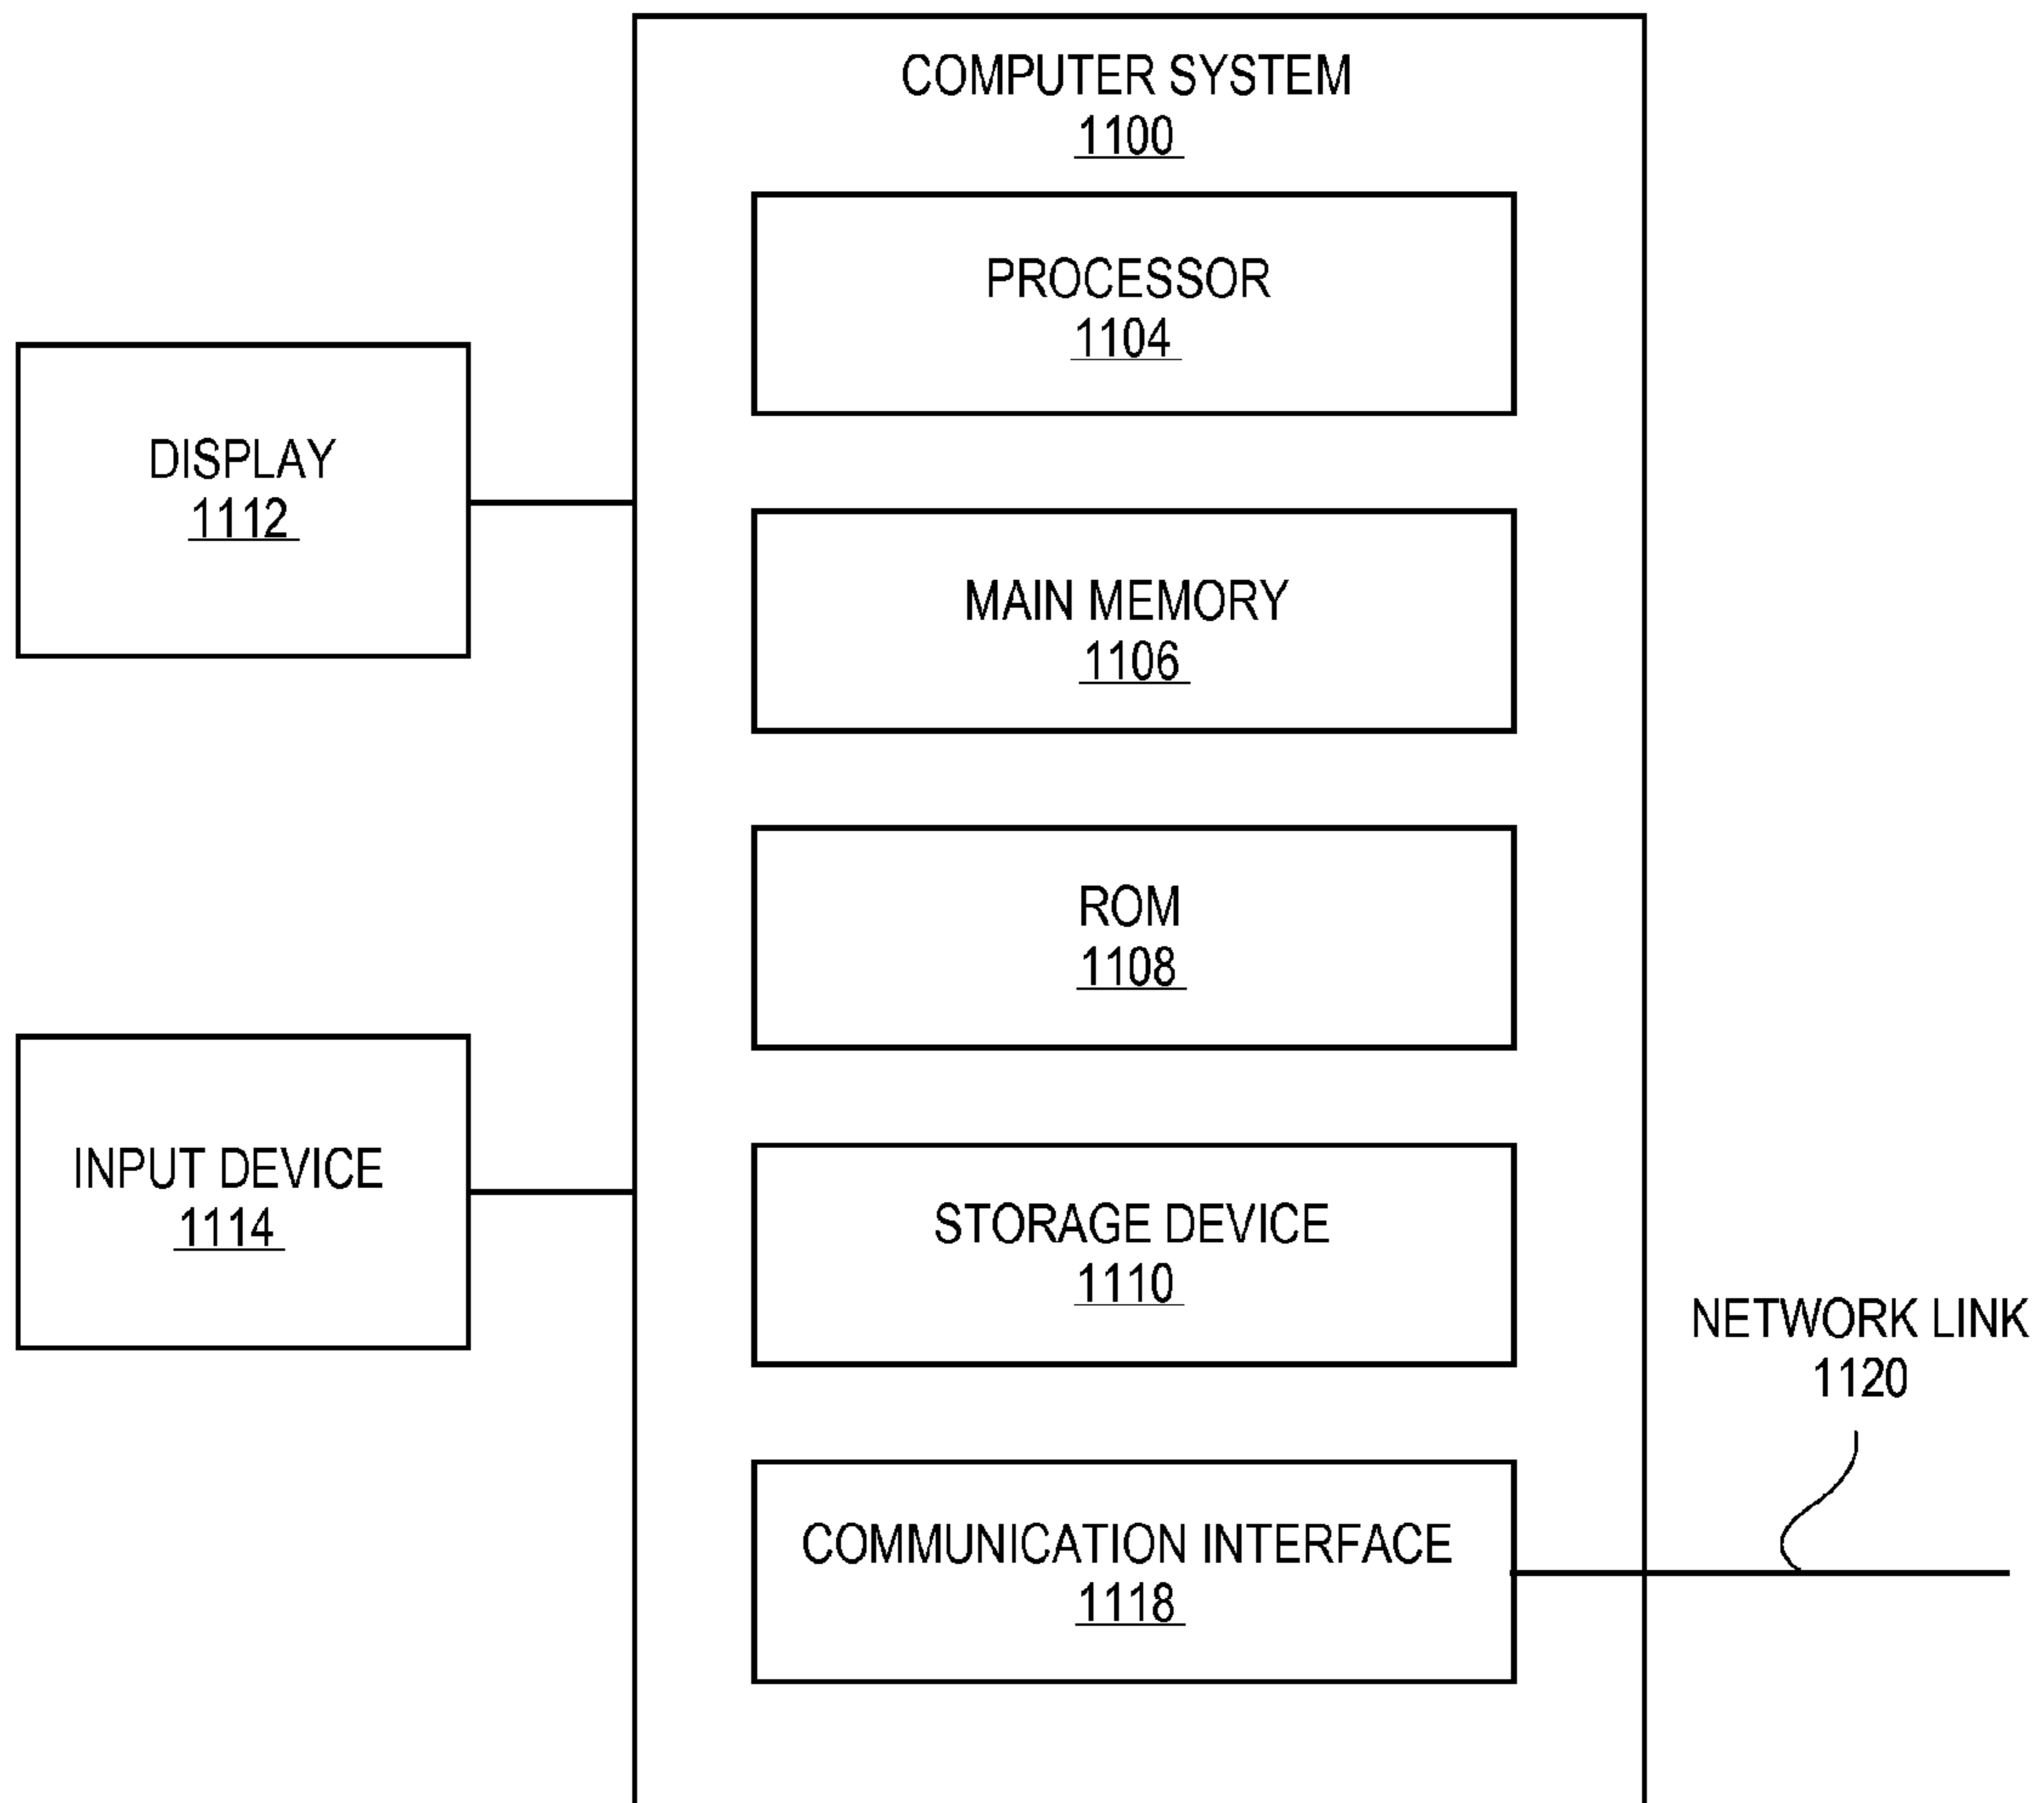 COMPUTER SYSTEM
1100
PROCESSOR
1104
DISPLAY
1112
MAIN MEMORY
1106
ROM
1108
INPUT DEVICE
1114
STORAGE DEVICE
1110
NETWORK LINK
1120
COMMUNICATION INTERFACE
1118